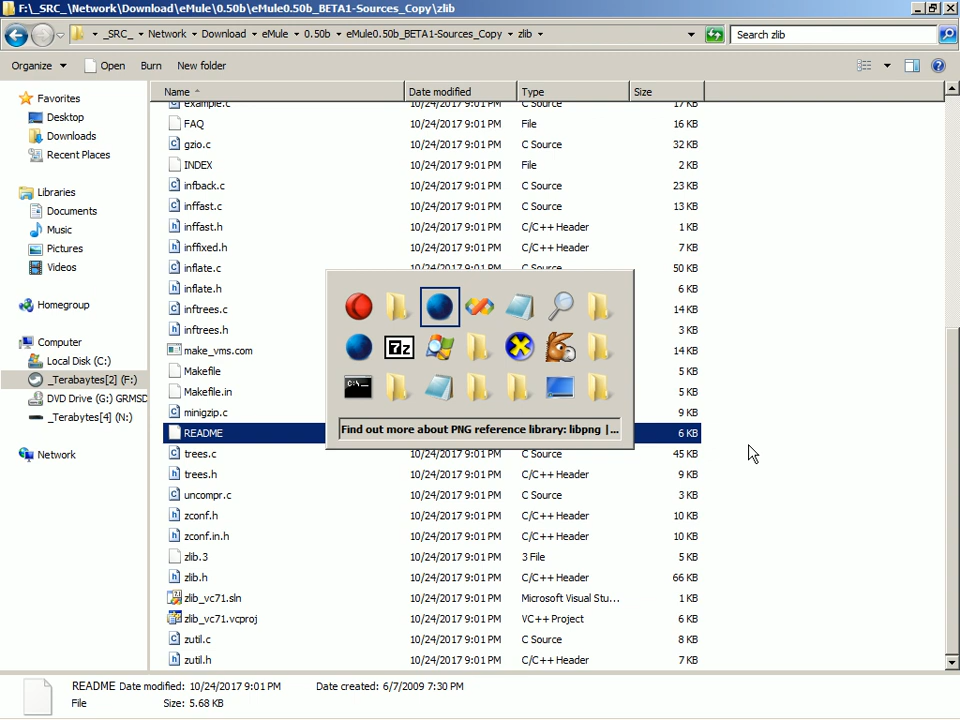 F:\_SRC_\Network\Download\eMule\0.50b\eMule0.50b_BETA1-Sources_Copy\zlib
_SRC_ Network Download eMule 0.50b eMule0.50b_BETA1-Sources_Copy zlib
Search zlib
Organize Open Burn New folder
Name Date modified Type Size
Favorites
Desktop
Downloads
Recent Places
Libraries
Documents
Music
Pictures
Videos
Homegroup
Computer
Local Disk (C:)
_Terabaytes[2] (F:)
DVD Drive (G:) GRMSD
_Terabytes[4] (N:)
Network
example.c 10/24/2017 9:01 PM C Source 17 KB
FAQ 10/24/2017 9:01 PM File 16 KB
gzio.c 10/24/2017 9:01 PM C Source 32 KB
INDEX 10/24/2017 9:01 PM File 2 KB
infback.c 10/24/2017 9:01 PM C Source 23 KB
inffast.c 10/24/2017 9:01 PM C Source 13 KB
inffast.h 10/24/2017 9:01 PM C/C++ Header 1 KB
inffixed.h 10/24/2017 9:01 PM C/C++ Header 7 KB
inflate.c 10/24/2017 9:01 PM C Source 50 KB
inflate.h 6 KB
inftrees.c 14 KB
inftrees.h 3 KB
make_vms.com 14 KB
Makefile 5 KB
Makefile.in 5 KB
minigzip.c 9 KB
README 6 KB
trees.c 10/24/2017 9:01 PM C Source 45 KB
trees.h 10/24/2017 9:01 PM C/C++ Header 9 KB
uncompr.c 10/24/2017 9:01 PM C Source 3 KB
zconf.h 10/24/2017 9:01 PM C/C++ Header 10 KB
zconf.in.h 10/24/2017 9:01 PM C/C++ Header 10 KB
zlib.3 10/24/2017 9:01 PM 3 File 5 KB
zlib.h 10/24/2017 9:01 PM C/C++ Header 66 KB
zlib_vc71.sln 10/24/2017 9:01 PM Microsoft Visual Stu... 1 KB
zlib_vc71.vcproj 10/24/2017 9:01 PM VC++ Project 6 KB
zutil.c 10/24/2017 9:01 PM C Source 8 KB
zutil.h 10/24/2017 9:01 PM C/C++ Header 7 KB
7z
C:\_
Find out more about PNG reference library: libpng |...
README Date modified: 10/24/2017 9:01 PM Date created: 6/7/2009 7:30 PM
File Size: 5.68 KB